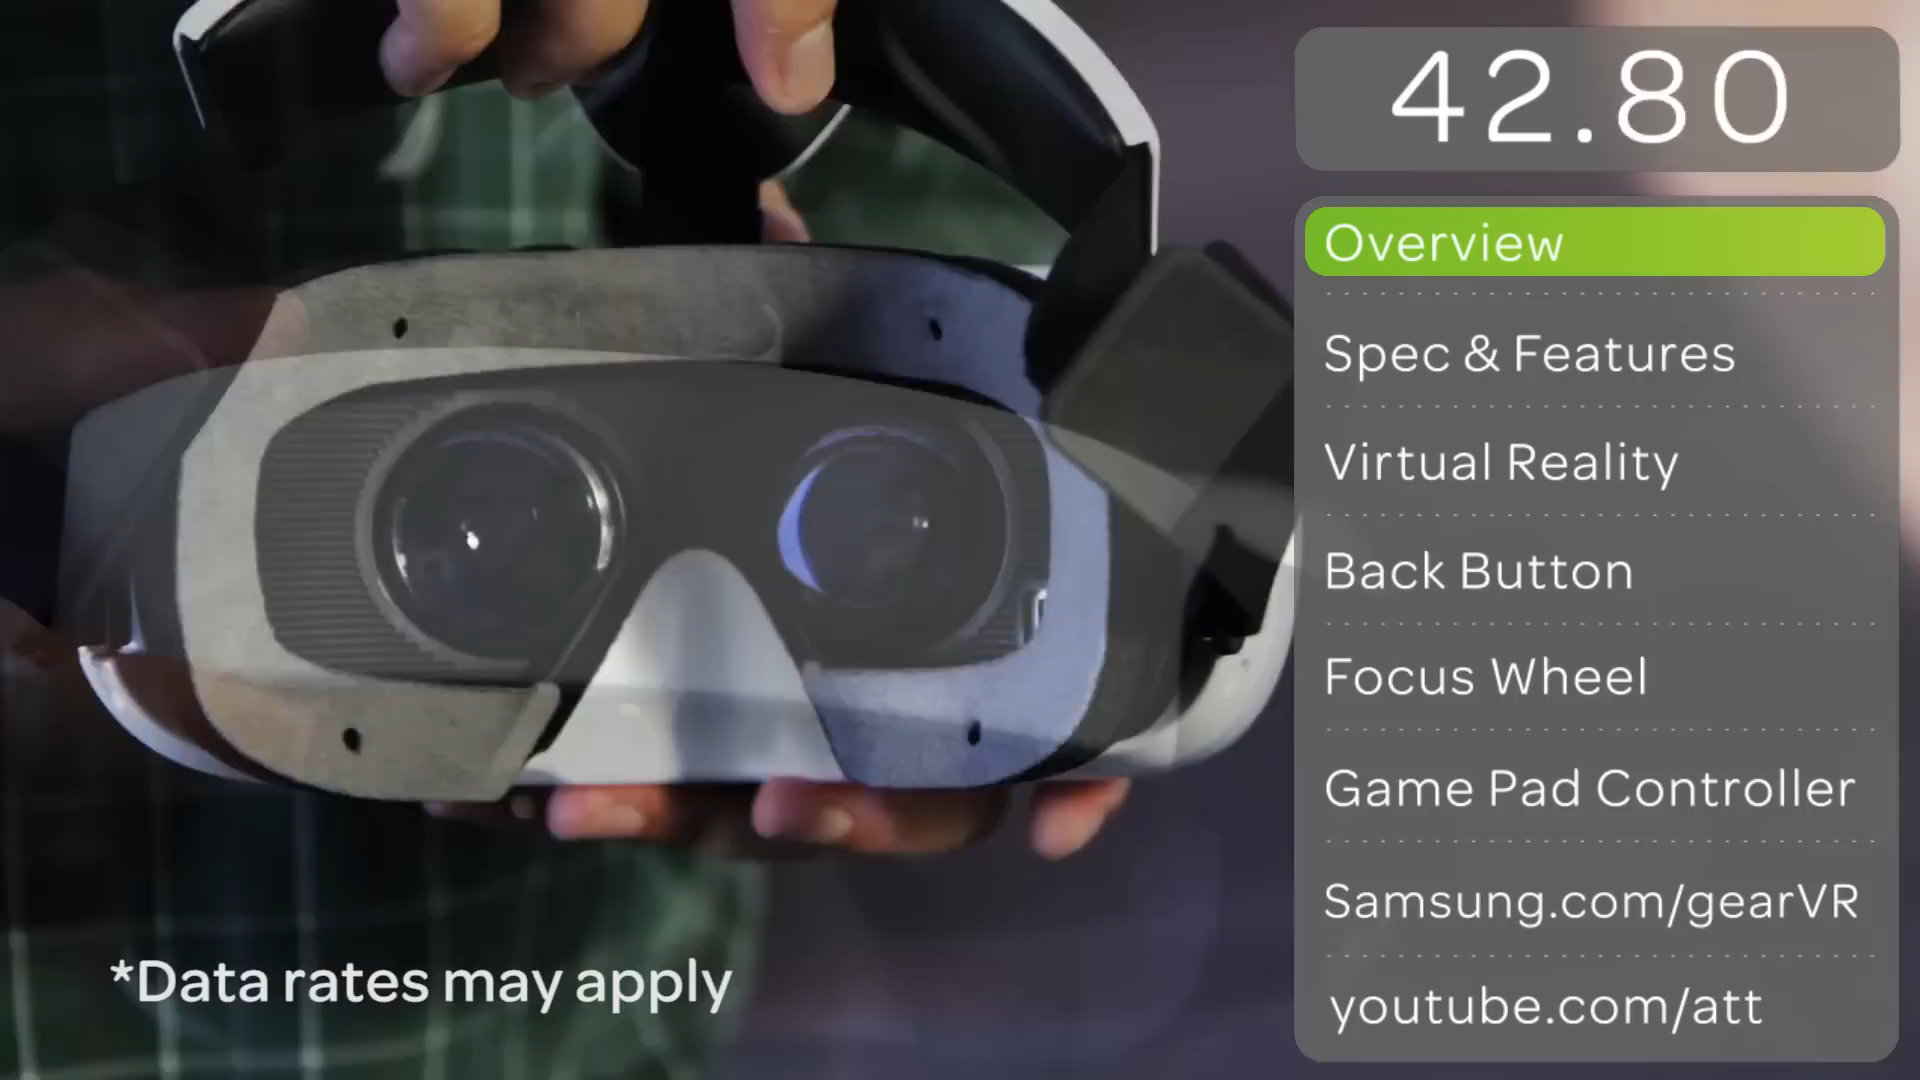 42.80
Overview
Spec & Features
Virtual Reality
Back Button
Focus Wheel
Game Pad Controller
Samsung.com/gearVR
youtube.com/att
*Data rates may apply